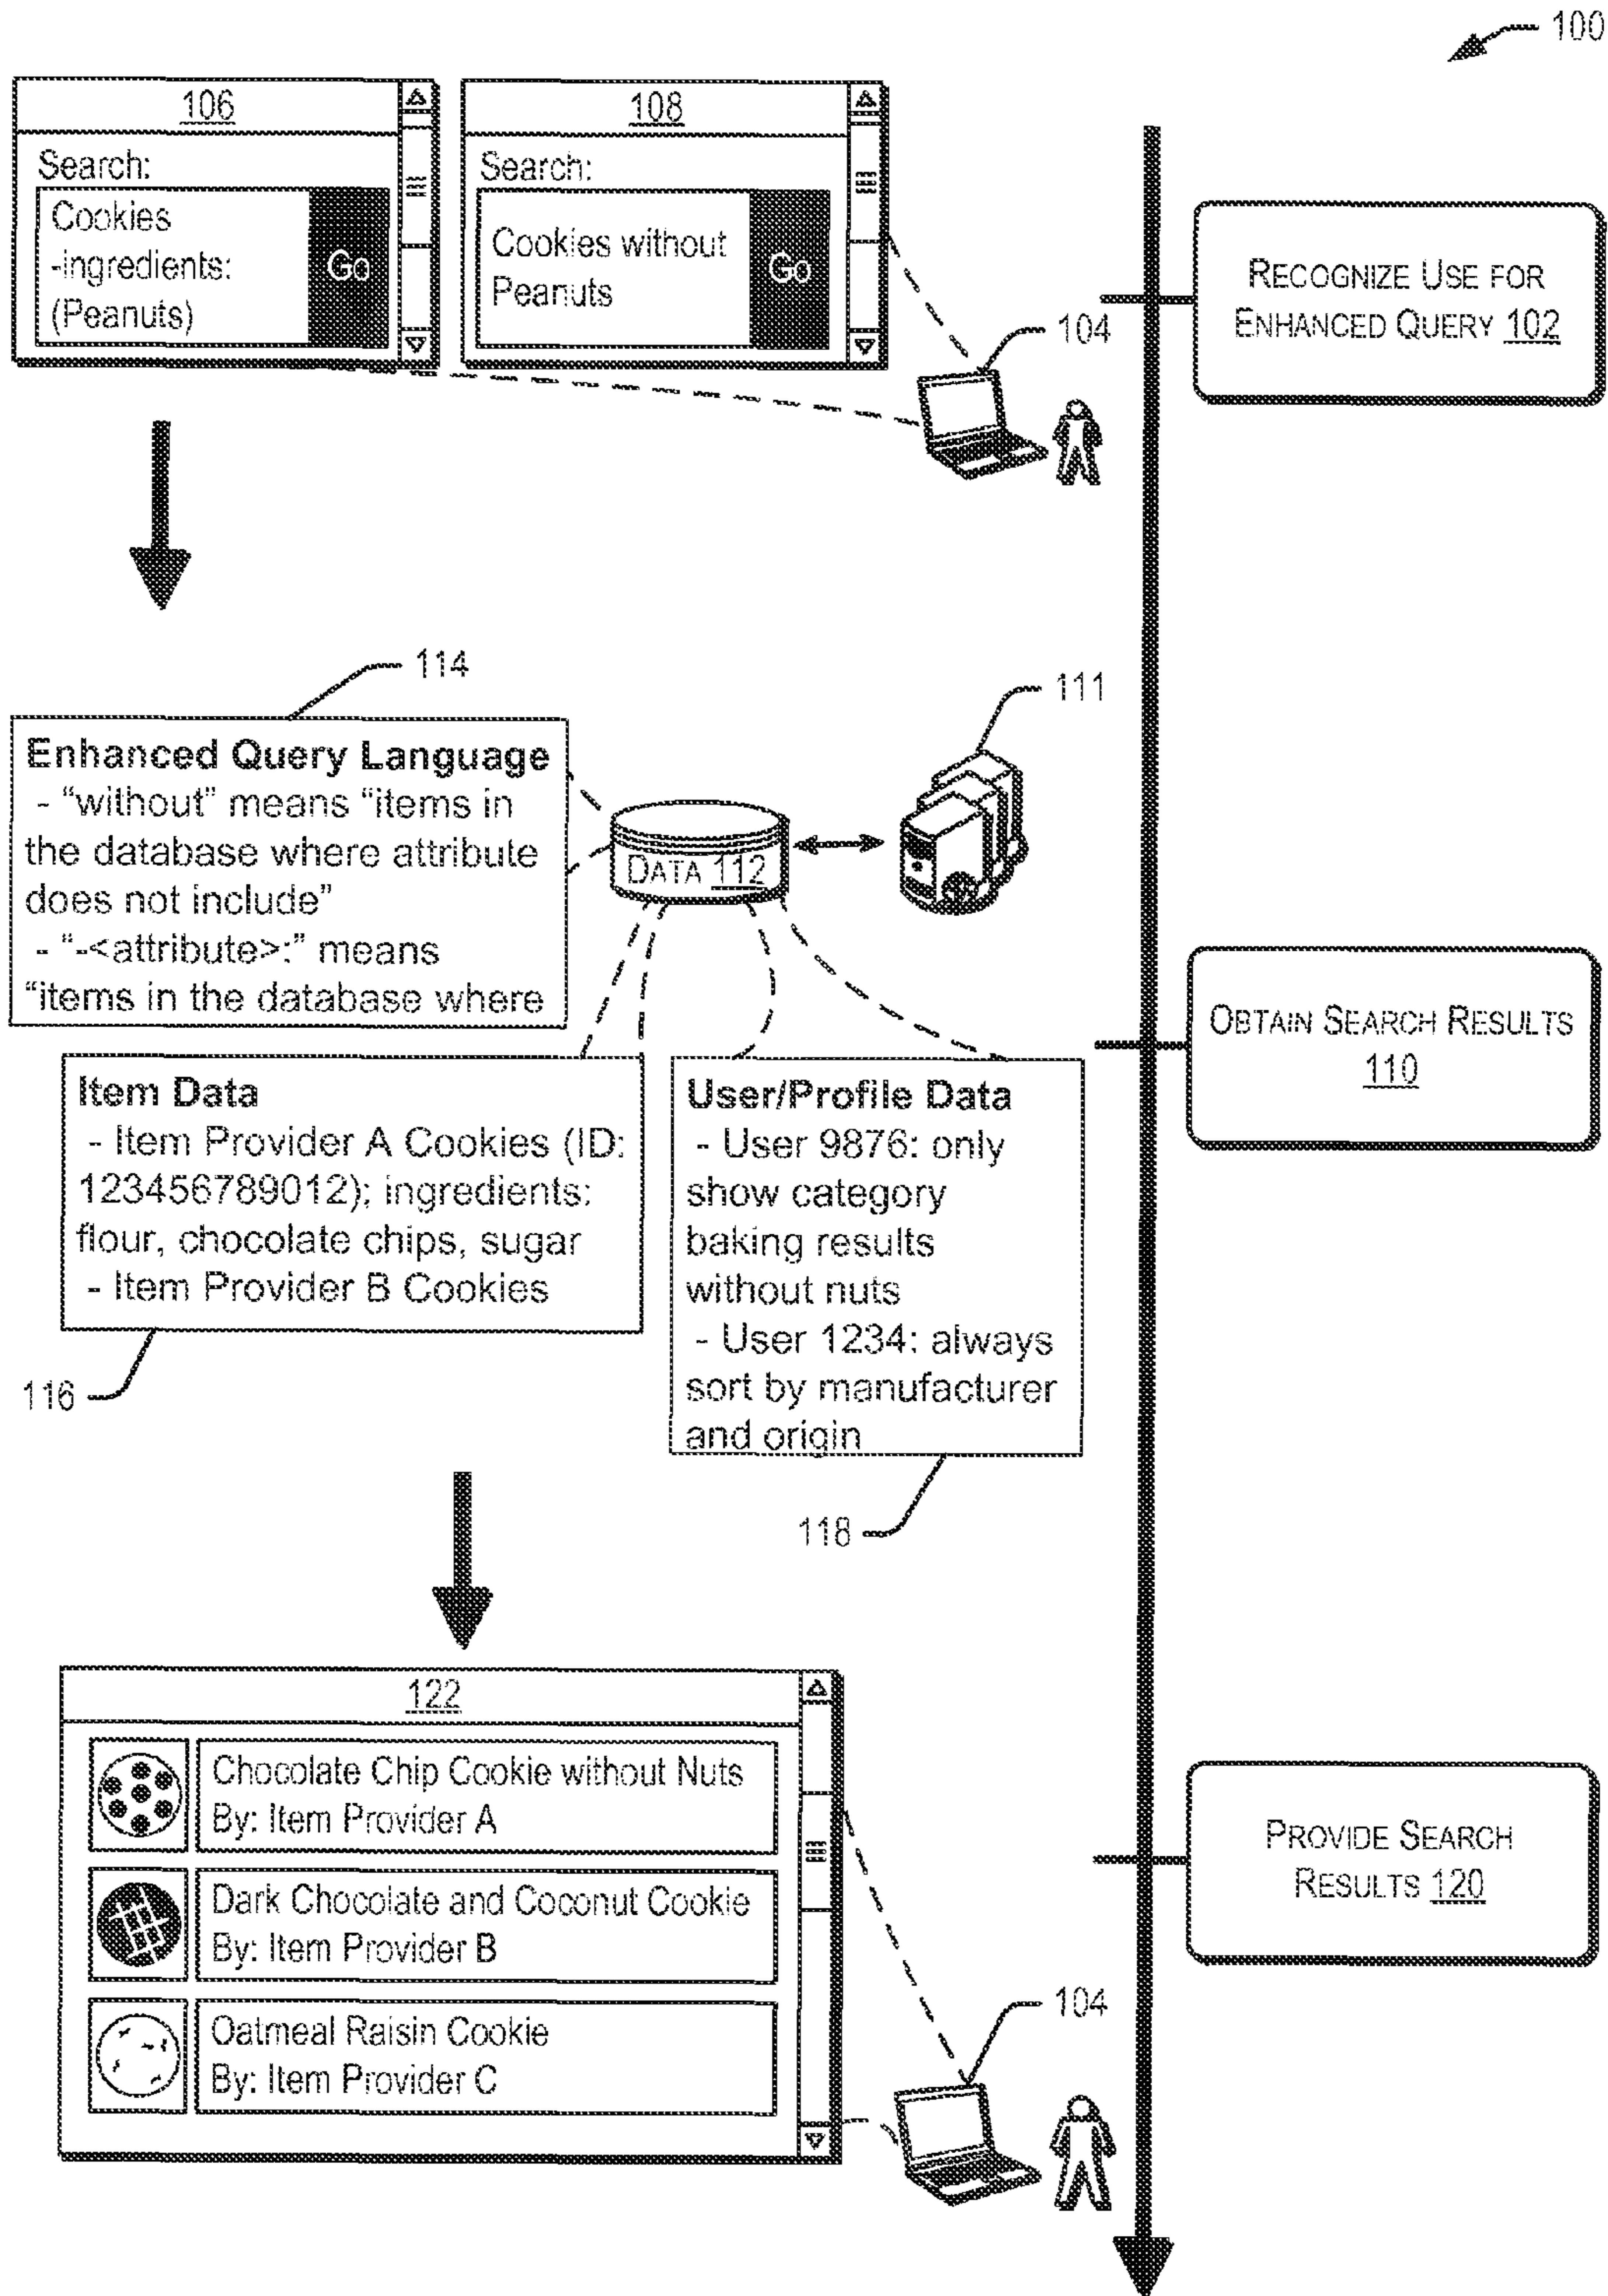 100
106
Search:
Cookies
-ingredients:
(Peanuts)
Go
108
Search:
Cookies without
Peanuts
Go
104
RECOGNIZE USE FOR
ENHANCED QUERY 102
114
Enhanced Query Language
- “without” means “items in
the database where attribute
does not include”
- “-<attribute>:” means
“items in the database where
DATA 112
111
OBTAIN SEARCH RESULTS
110
Item Data
- Item Provider A Cookies (ID:
123456789012); ingredients:
flour, chocolate chips, sugar
- Item Provider B Cookies
116
User/Profile Data
- User 9876: only
show category
baking results
without nuts
- User 1234: always
sort by manufacturer
and origin
118
122
Chocolate Chip Cookie without Nuts
By: Item Provider A
Dark Chocolate and Coconut Cookie
By: Item Provider B
Oatmeal Raisin Cookie
By: Item Provider C
PROVIDE SEARCH
RESULTS 120
104